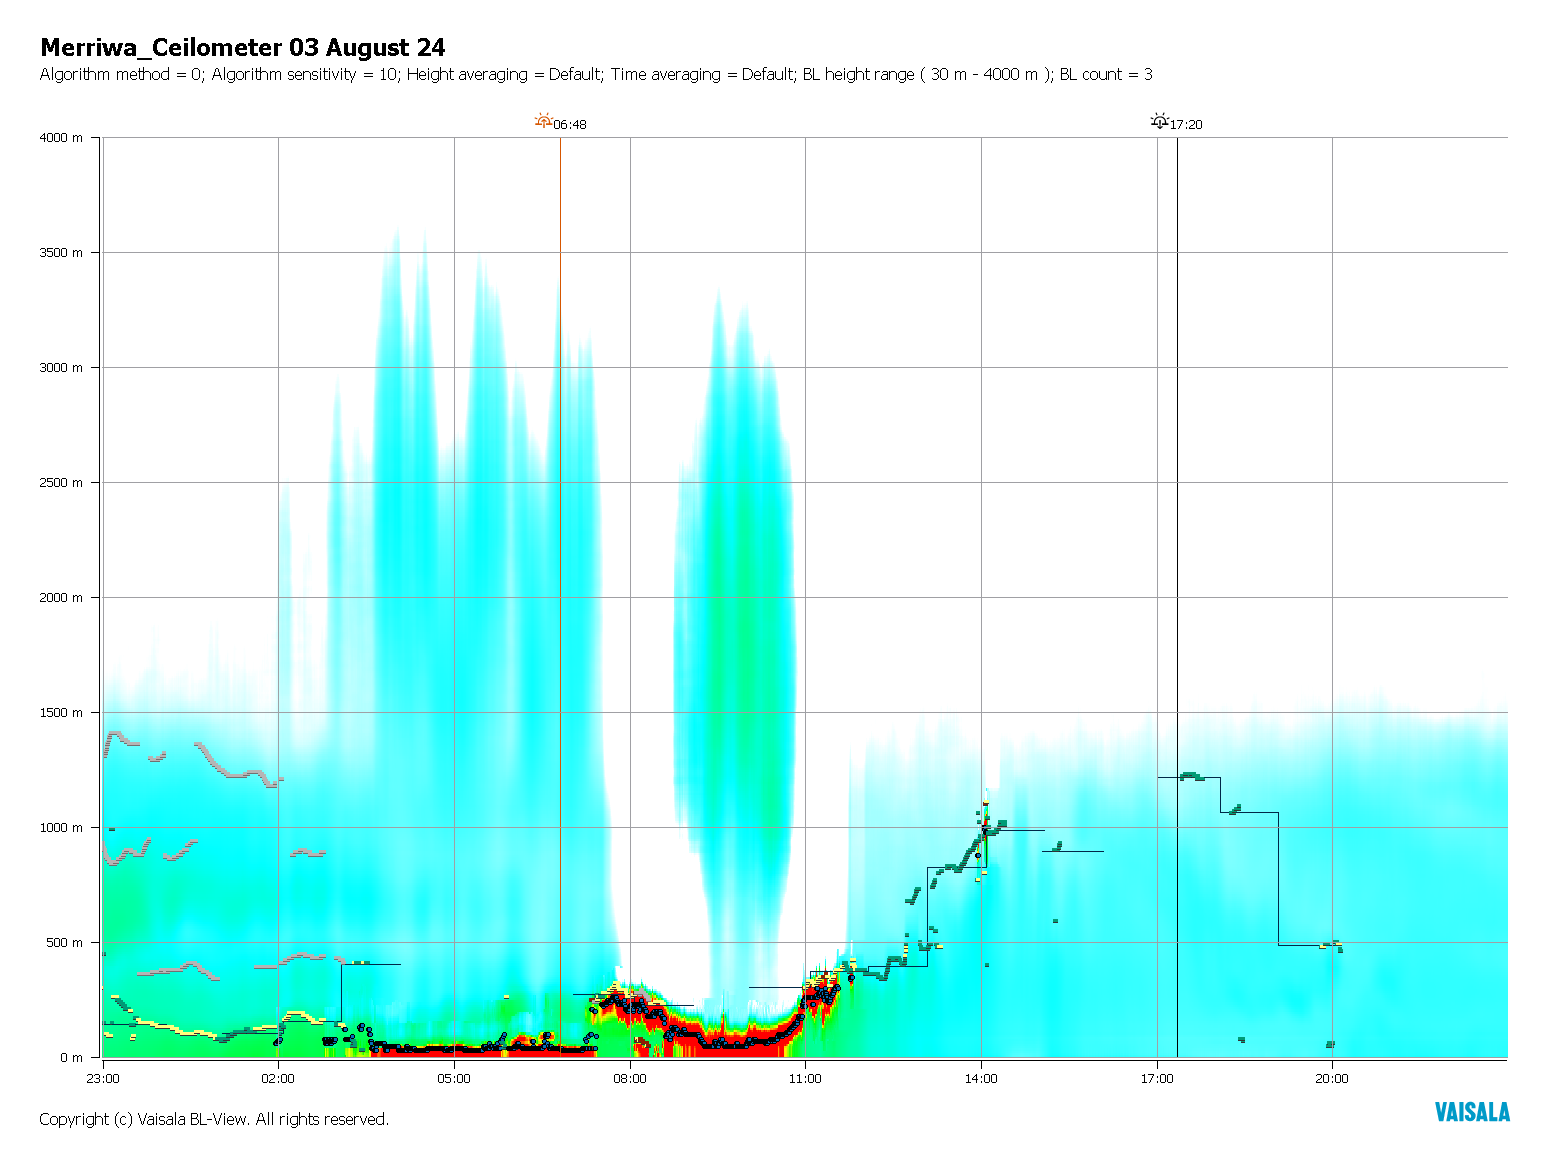 Merriwa_Ceilometer 03 August 24
Algorithm method = 0; Algorithm sensitivity = 10; Height averaging = Default; Time averaging = Default; BL height range ( 30 m - 4000 m ); BL count = 3
06:48 17:20
4000 m
3500 m
3000 m
2500 m
2000 m
1500 m
1000 m
500 m
0 m
23:00 02:00 05:00 08:00 11:00 14:00 17:00 20:00
Copyright (c) Vaisala BL-View. All rights reserved.
VAISALA